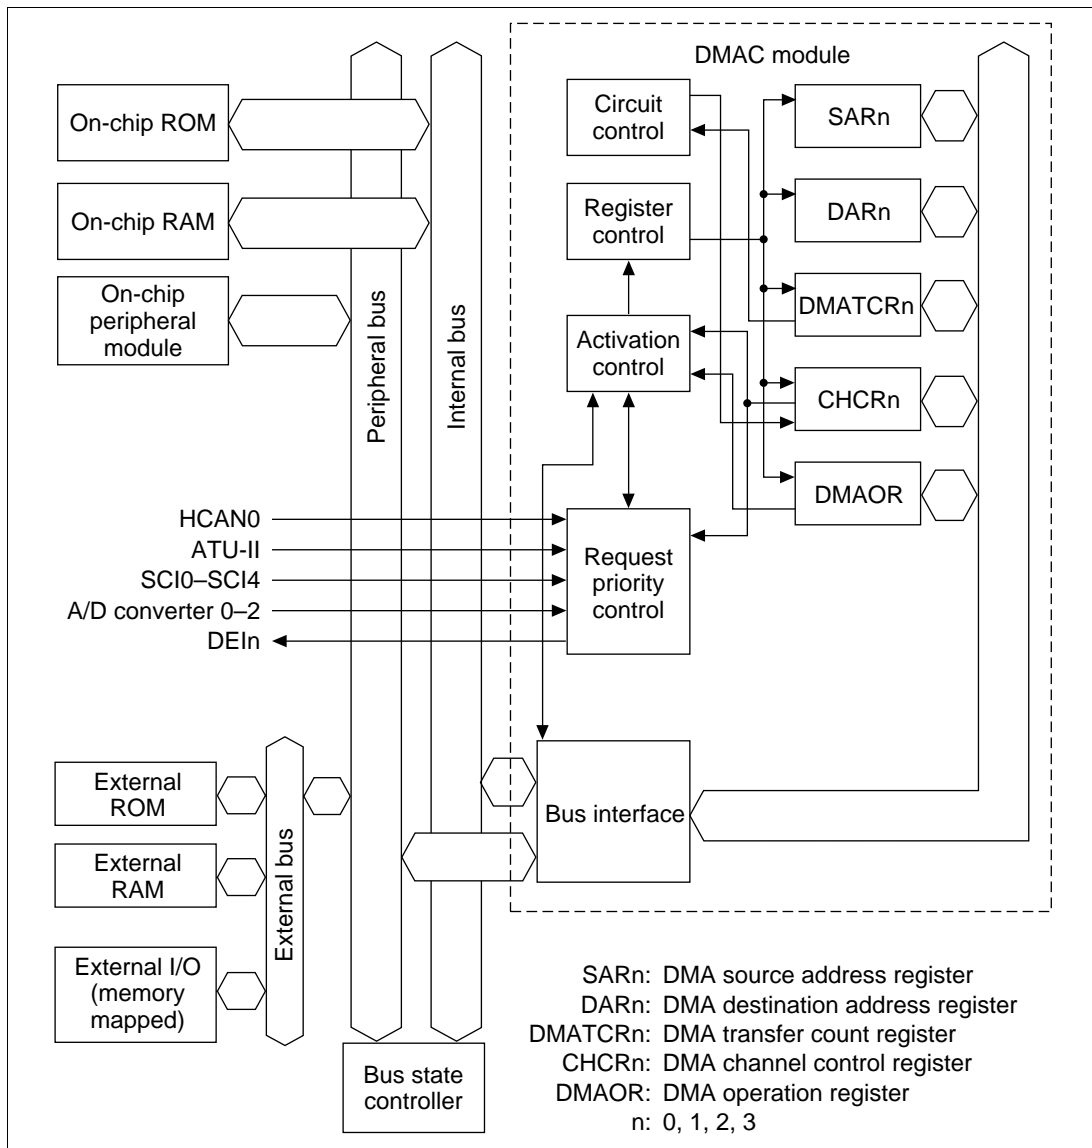 DMAC module
On-chip ROM
On-chip RAM
On-chip
peripheral
module
Peripheral bus
Internal bus
Circuit
control
Register
control
Activation
control
Request
priority
control
SARn
DARn
DMATCRn
CHCRn
DMAOR
HCAN0
ATU-II
SCI0–SCI4
A/D converter 0–2
DEIn
External
ROM
External
RAM
External I/O
(memory
mapped)
External bus
Bus interface
Bus state
controller
SARn: DMA source address register
DARn: DMA destination address register
DMATCRn: DMA transfer count register
CHCRn: DMA channel control register
DMAOR: DMA operation register
n: 0, 1, 2, 3